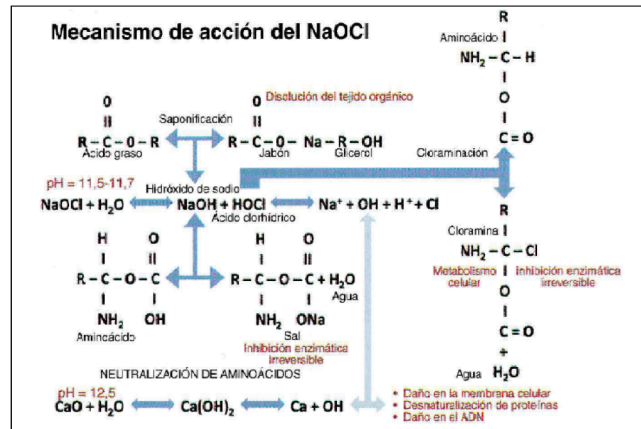 Mecanismo de acción del NaOCl
Disolución del tejido orgánico
O
||
R – C – O – R
Ácido graso
Saponificación
O
||
R – C – O – Na – R – OH
Jabón
Glicerol
Aminoácido
R
I
NH₂ – C – H
I
O
I
C = O
Cloraminación
pH = 11,5-11,7
Hidróxido de sodio
NaOCl + H₂O
NaOH + HOCl
Na⁺ + OH + H⁺ + Cl
Ácido clorhídrico
H
O
I
||
R – C – O – C
I
I
NH₂
OH
Aminoácido
H
O
I
||
R – C – O – C + H₂O
Agua
I
I
NH₂
ONa
Sal
Inhibición enzimática
irreversible
R
I
Cloramina
NH₂ – C – Cl
Metabolismo
celular
Inhibición enzimática
irreversible
I
O
I
C = O
+
Agua H₂O
NEUTRALIZACIÓN DE AMINOÁCIDOS
pH = 12,5
CaO + H₂O
Ca(OH)₂
Ca + OH
• Daño en la membrana celular
• Desnaturalización de proteínas
• Daño en el ADN